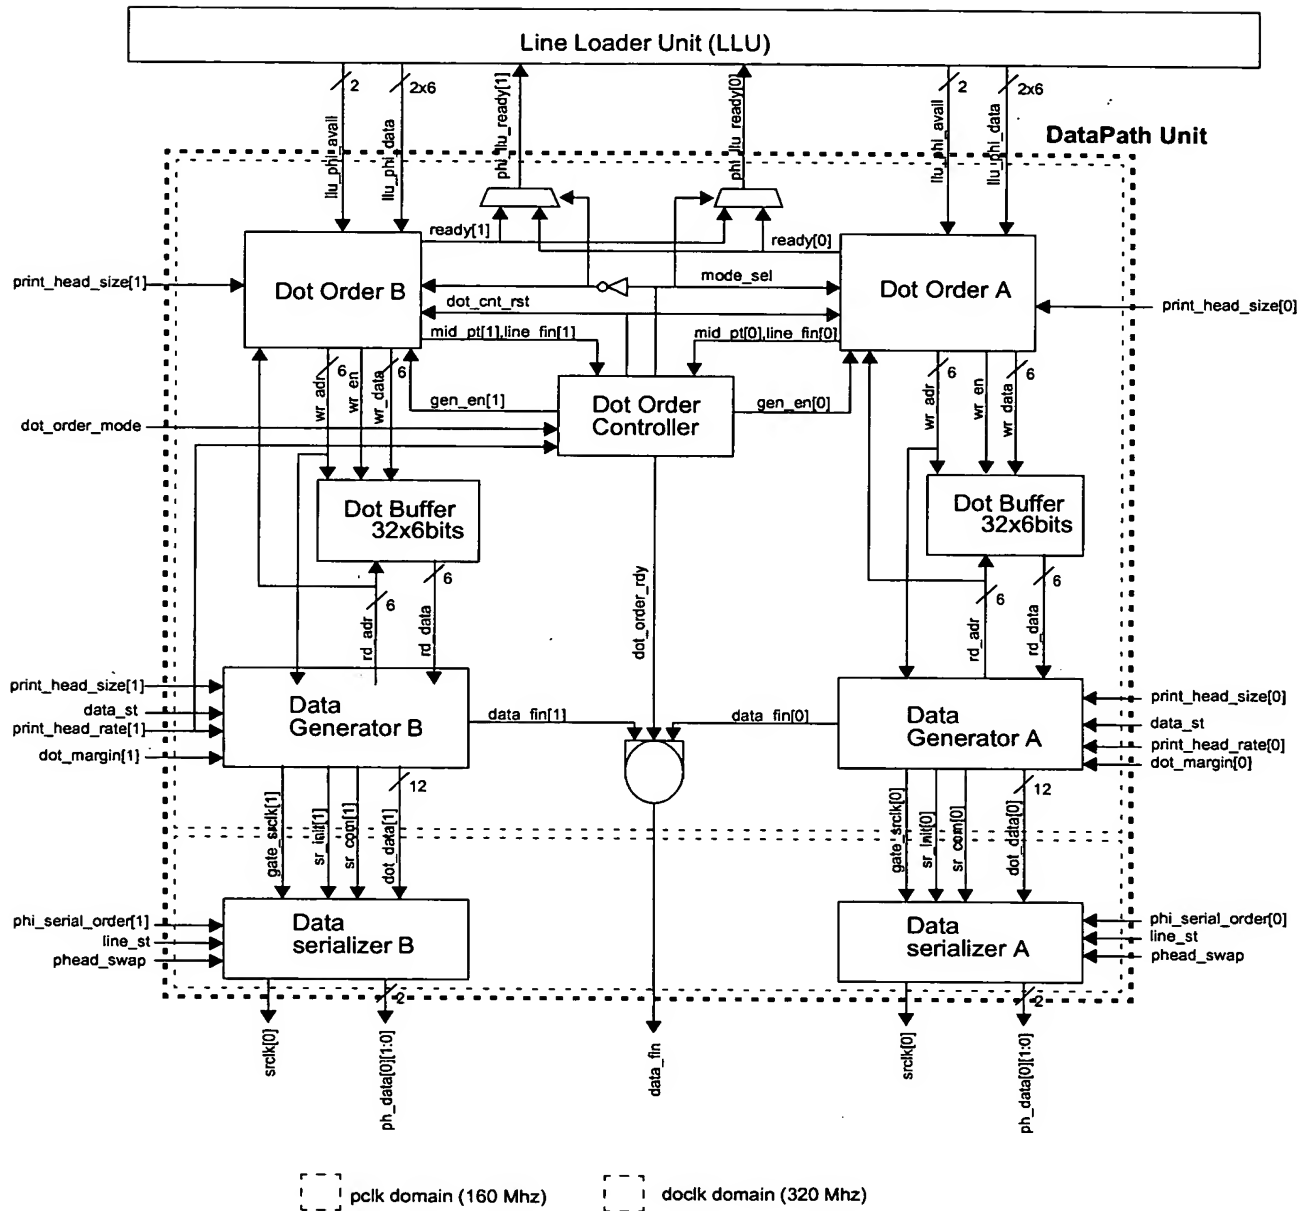 Line Loader Unit (LLU)
2
2x6
2
2x6
llu_phi_avail
llu_phi_data
phi_llu_ready[1]
phi_llu_ready[0]
llu_phi_avail
llu_phi_data
DataPath Unit
ready[1]
ready[0]
print_head_size[1]
Dot Order B
mode_sel
Dot Order A
print_head_size[0]
dot_cnt_rst
mid_pt[1],line_fin[1]
mid_pt[0],line_fin[0]
wr_adr
6
wr_en
wr_data
6
gen_en[1]
Dot Order
Controller
gen_en[0]
wr_adr
6
wr_en
wr_data
6
dot_order_mode
Dot Buffer
32x6bits
Dot Buffer
32x6bits
rd_adr
6
rd_data
6
dot_order_rdy
rd_adr
6
rd_data
6
print_head_size[1]
data_st
print_head_rate[1]
dot_margin[1]
Data
Generator B
data_fin[1]
data_fin[0]
Data
Generator A
print_head_size[0]
data_st
print_head_rate[0]
dot_margin[0]
gate_srclk[1]
sr_init[1]
sr_com[1]
dot_data[1]
12
gate_srclk[0]
sr_init[0]
sr_com[0]
dot_data[0]
12
phi_serial_order[1]
line_st
phead_swap
Data
serializer B
Data
serializer A
phi_serial_order[0]
line_st
phead_swap
2
2
srclk[0]
ph_data[0][1:0]
data_fin
srclk[0]
ph_data[0][1:0]
pclk domain (160 Mhz)
doclk domain (320 Mhz)